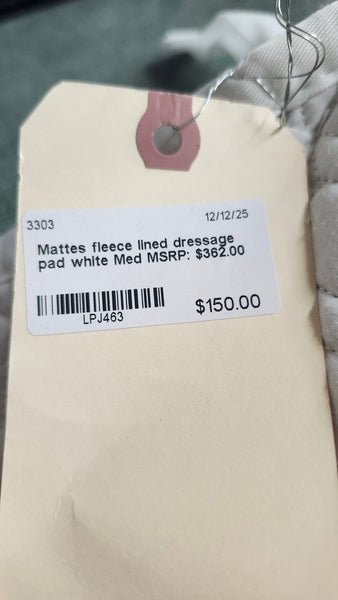 3303 12/12/25
Mattes fleece lined dressage
pad white Med MSRP: $362.00
LPJ463 $150.00